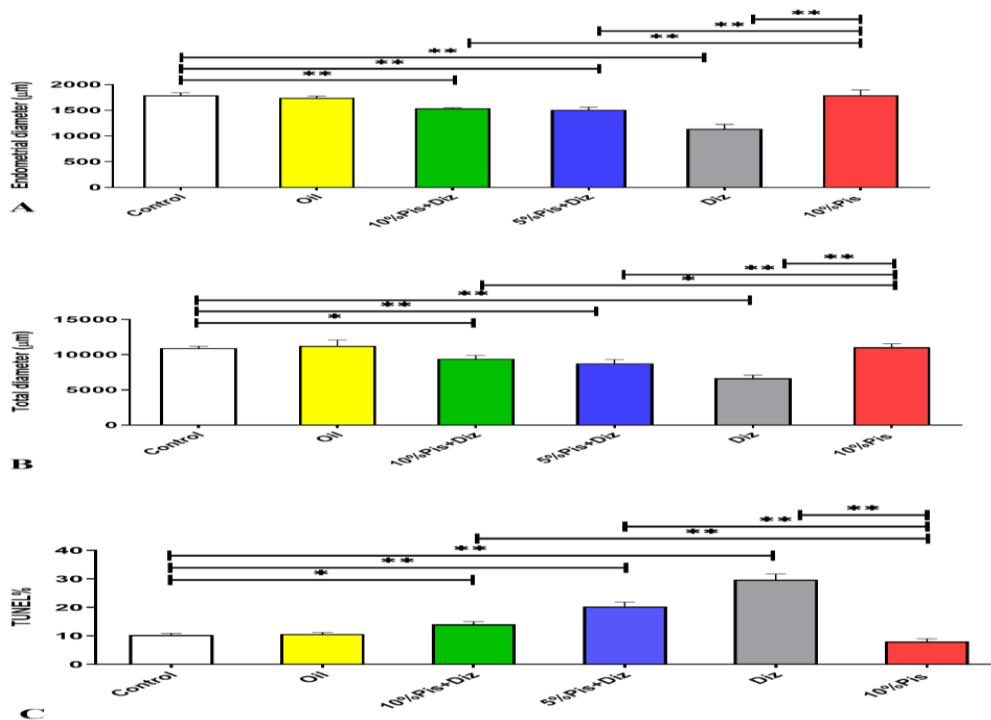 **
**
**
**
**
**
2000
1500
1000
500
0
Endometrial diameter (μm)
Control
Oil
10%Pis+Diz
5%Pis+Diz
Diz
10%Pis
A
**
**
*
**
**
*
15000
10000
5000
0
Total diameter (μm)
Control
Oil
10%Pis+Diz
5%Pis+Diz
Diz
10%Pis
B
**
**
**
**
**
*
40
30
20
10
0
TUNEL%
Control
Oil
10%Pis+Diz
5%Pis+Diz
Diz
10%Pis
C